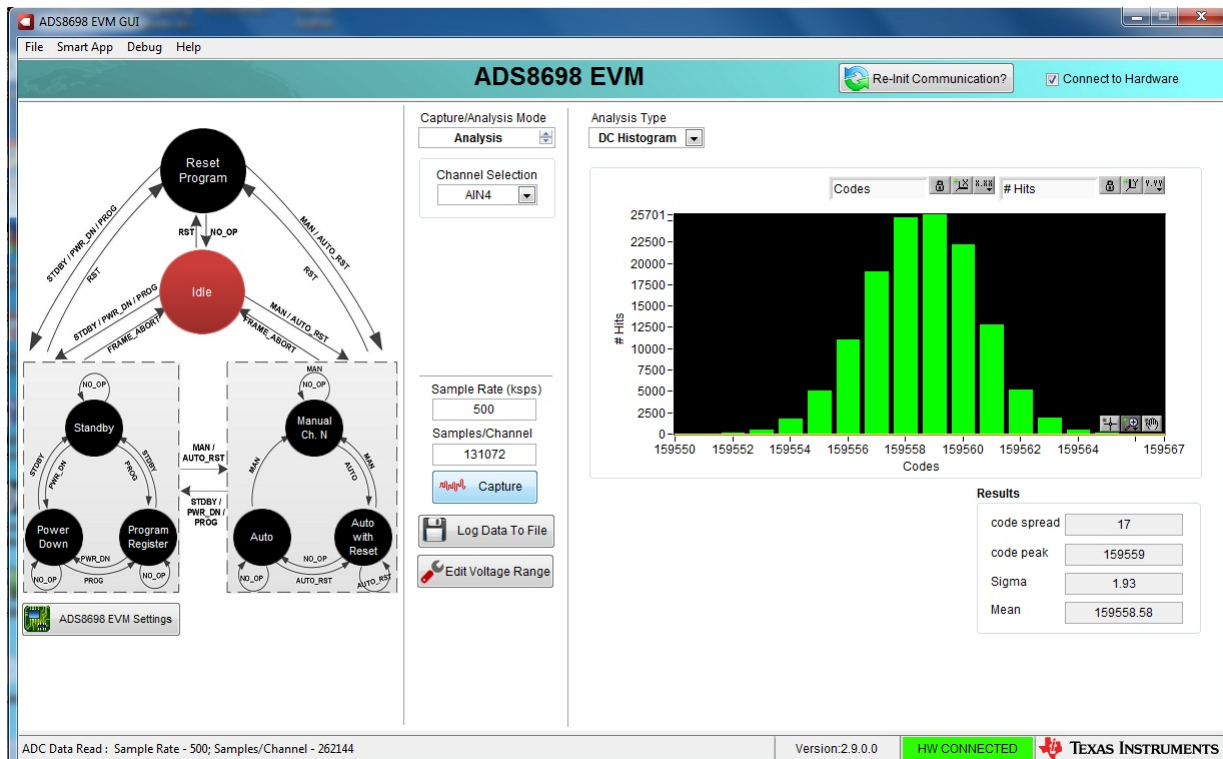 ADS8698 EVM GUI
File Smart App Debug Help
ADS8698 EVM
Re-Init Communication?
Connect to Hardware
Reset
Program
RST
NO_OP
STDBY / PWR_DN / PROG
RST
MAN / AUTO_RST
RST
Idle
STDBY / PWR_DN / PROG
FRAME_ABORT
MAN / AUTO_RST
FRAME_ABORT
NO_OP
Standby
STDBY
PWR_DN
STDBY
PROG
Power
Down
Program
Register
PWR_DN
PROG
NO_OP
NO_OP
MAN /
AUTO_RST
STDBY /
PWR_DN /
PROG
MAN
NO_OP
Manual
Ch. N
MAN
MAN
AUTO
Auto
Auto
with
Reset
NO_OP
AUTO_RST
NO_OP
AUTO_RST
ADS8698 EVM Settings
Capture/Analysis Mode
Analysis
Channel Selection
AIN4
Sample Rate (ksps)
500
Samples/Channel
131072
Capture
Log Data To File
Edit Voltage Range
Analysis Type
DC Histogram
Codes
# Hits
25701
22500
20000
17500
15000
12500
10000
7500
5000
2500
0
# Hits
159550 159552 159554 159556 159558 159560 159562 159564 159567
Codes
Results
code spread 17
code peak 159559
Sigma 1.93
Mean 159558.58
ADC Data Read : Sample Rate - 500; Samples/Channel - 262144
Version:2.9.0.0
HW CONNECTED
TEXAS INSTRUMENTS